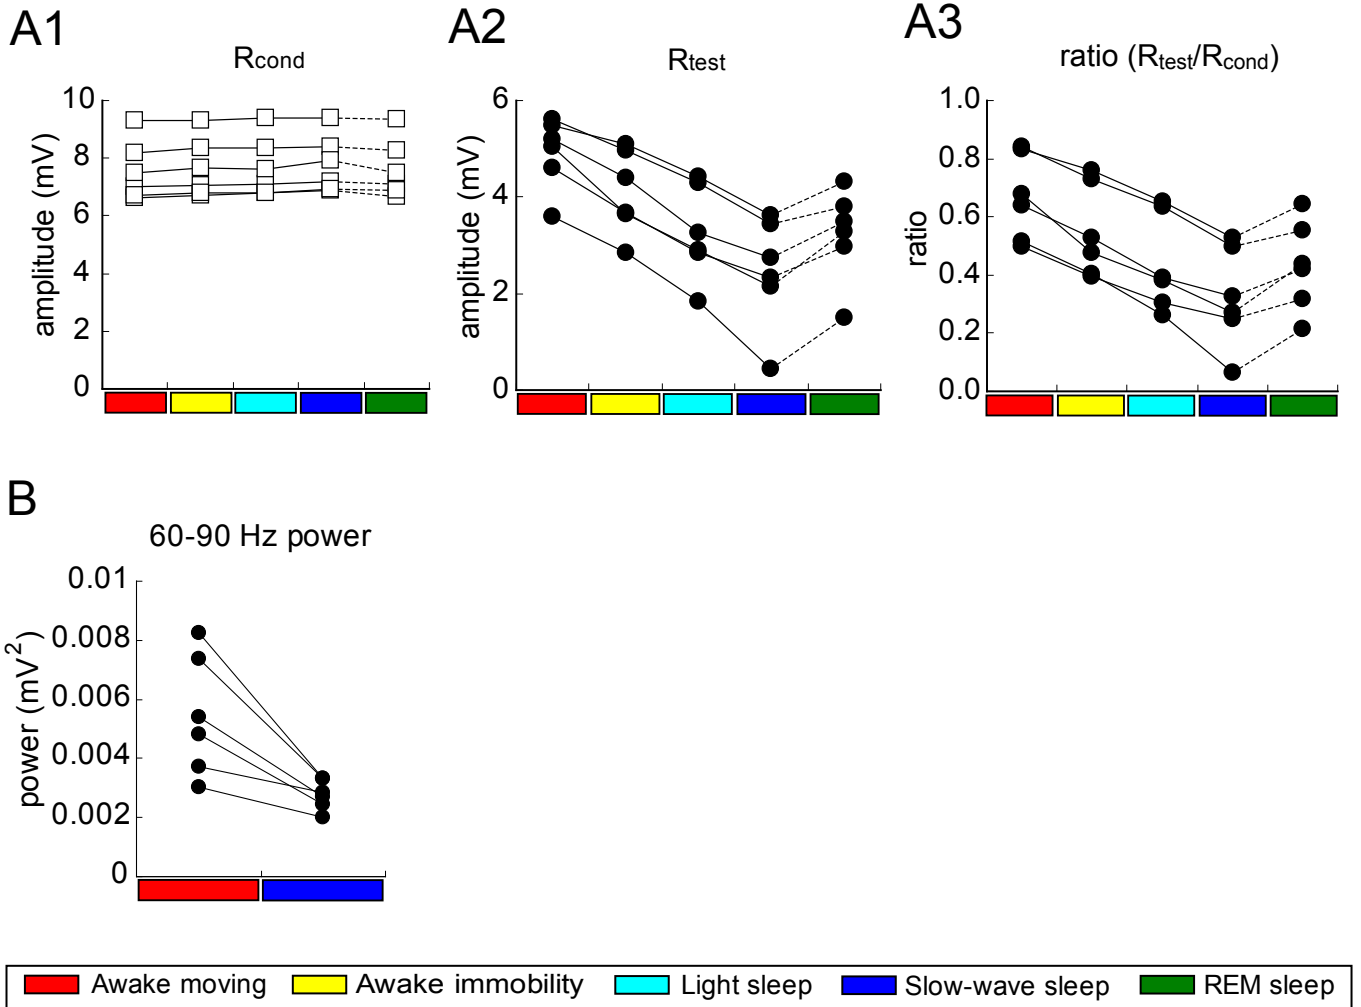 A1
Rcond
10
8
6
4
2
0
amplitude (mV)
A2
Rtest
6
4
2
0
amplitude (mV)
A3
ratio (Rtest/Rcond)
1.0
0.8
0.6
0.4
0.2
0.0
ratio
B
60-90 Hz power
0.01
0.008
0.006
0.004
0.002
0
power (mV²)
Awake moving
Awake immobility
Light sleep
Slow-wave sleep
REM sleep